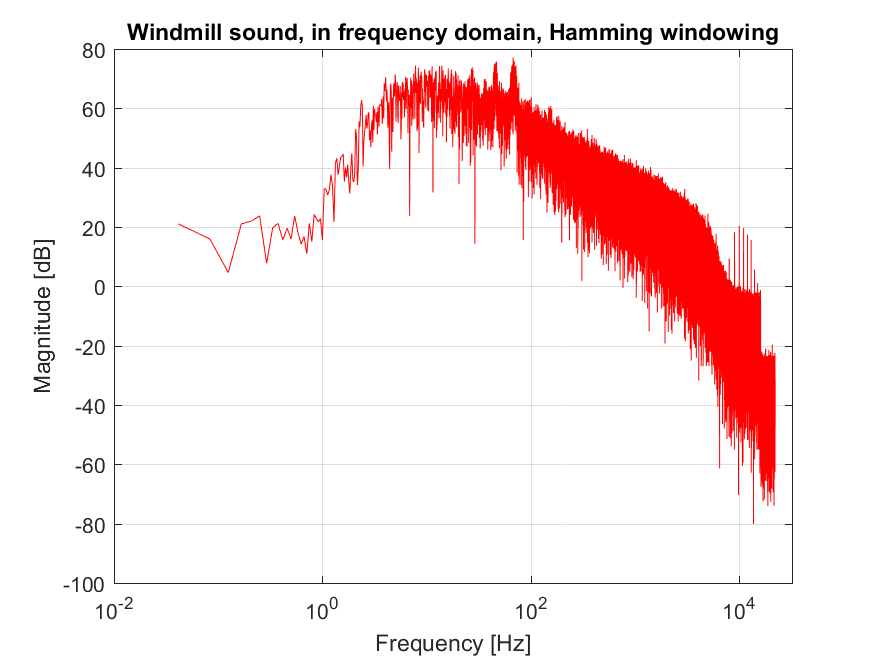 Windmill sound, in frequency domain, Hamming windowing
80
60
40
20
0
-20
-40
-60
-80
-100
Magnitude [dB]
10^-2 10^0 10^2 10^4
Frequency [Hz]